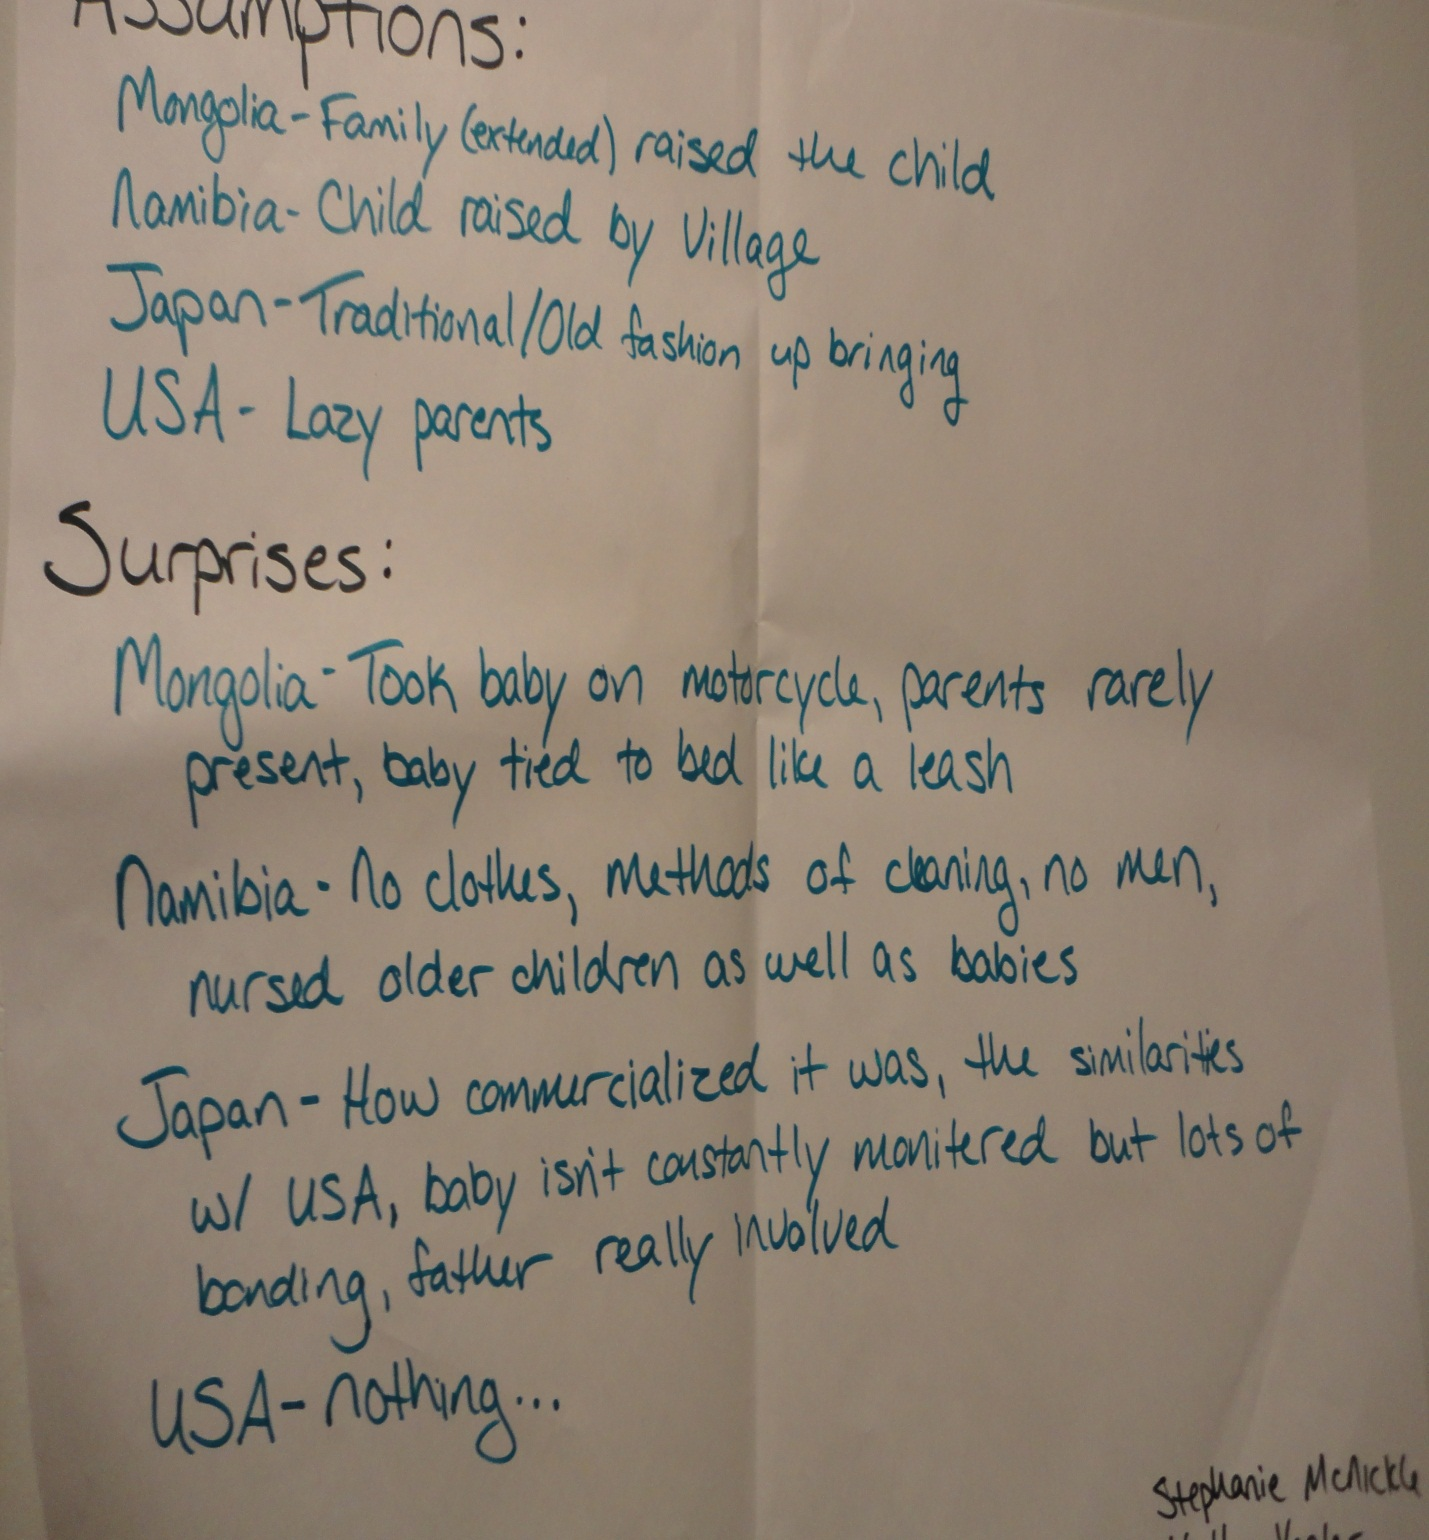 Assumptions:
Mongolia - Family (extended) raised the child
Namibia - Child raised by Village
Japan - Traditional/Old fashion up bringing
USA - Lazy parents
Surprises:
Mongolia - Took baby on motorcycle, parents rarely
present, baby tied to bed like a leash
Namibia - No clothes, methods of cleaning, no men,
nursed older children as well as babies
Japan - How commercialized it was, the similarities
w/ USA, baby isn't constantly monitered but lots of
bonding, father really involved
USA - nothing...
Stephanie McNickle